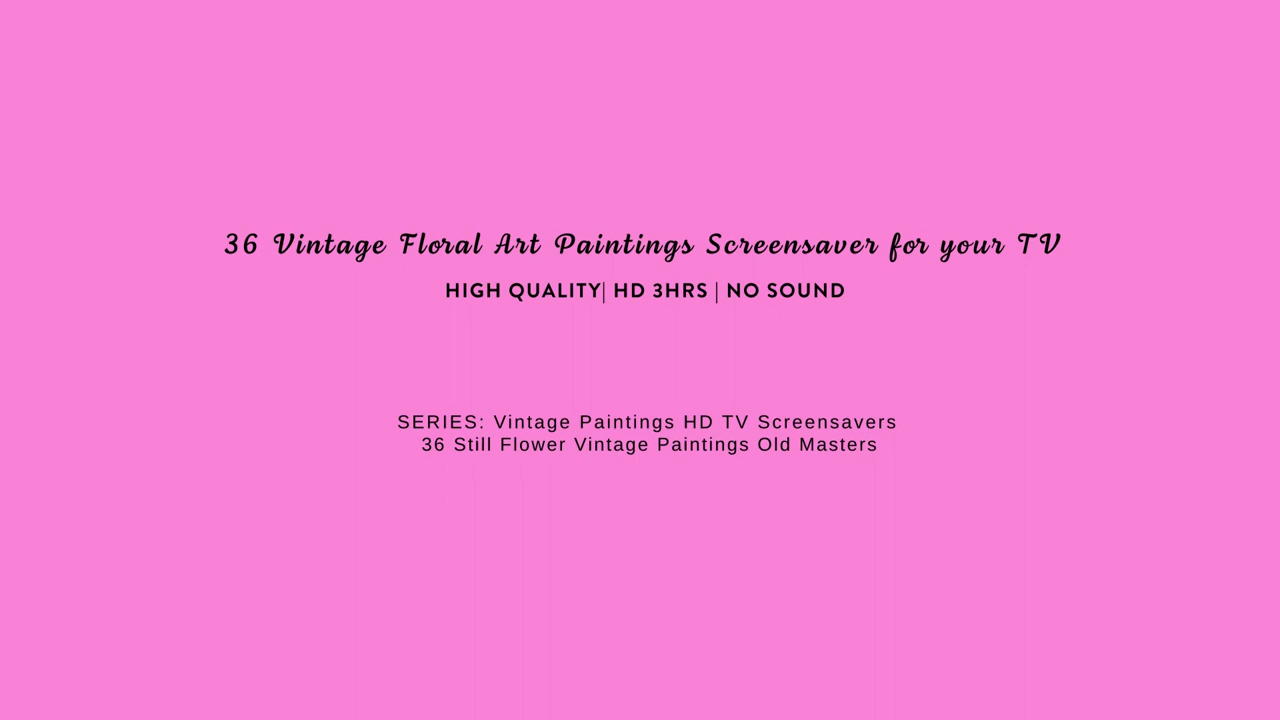 36 Vintage Floral Art Paintings Screensaver for your TV
HIGH QUALITY| HD 3HRS | NO SOUND
SERIES: Vintage Paintings HD TV Screensavers
36 Still Flower Vintage Paintings Old Masters